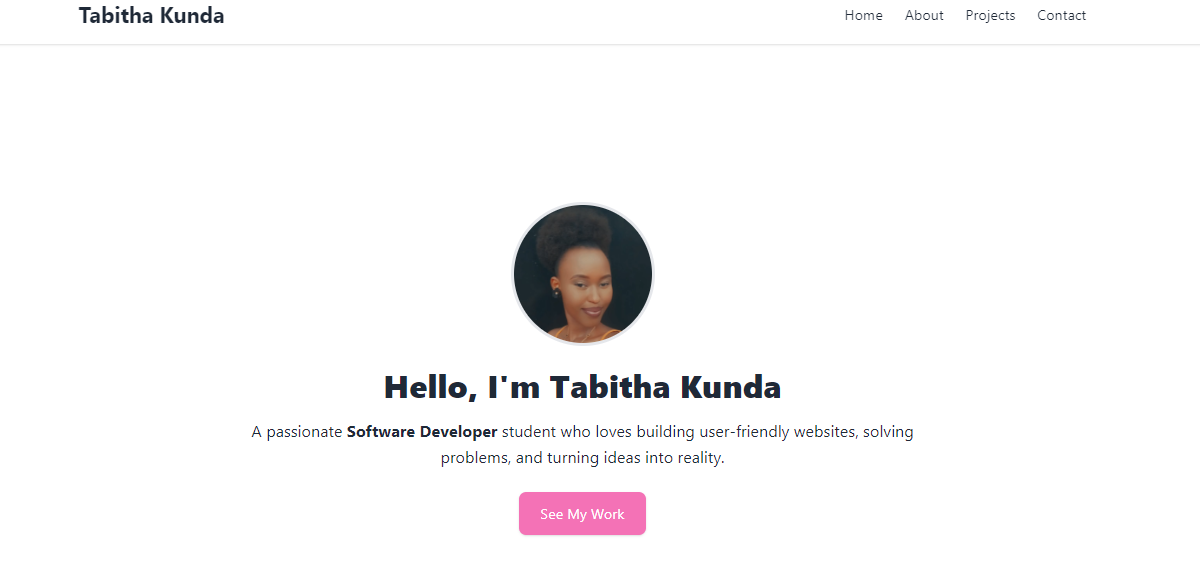 Tabitha Kunda
Home About Projects Contact
Hello, I'm Tabitha Kunda
A passionate Software Developer student who loves building user-friendly websites, solving
problems, and turning ideas into reality.
See My Work